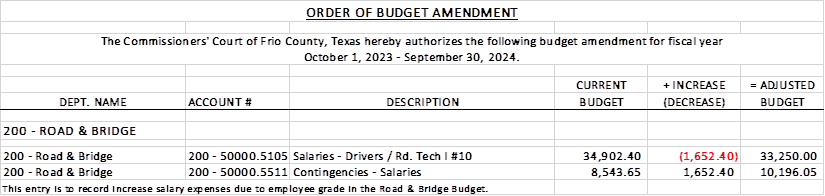 ORDER OF BUDGET AMENDMENT
The Commissioners' Court of Frio County, Texas hereby authorizes the following budget amendment for fiscal year
October 1, 2023 - September 30, 2024.
CURRENT + INCREASE = ADJUSTED
DEPT. NAME ACCOUNT # DESCRIPTION BUDGET (DECREASE) BUDGET
200 - ROAD & BRIDGE
200 - Road & Bridge 200 - 50000.5105 Salaries - Drivers / Rd. Tech I #10 34,902.40 (1,652.40) 33,250.00
200 - Road & Bridge 200 - 50000.5511 Contingencies - Salaries 8,543.65 1,652.40 10,196.05
This entry is to record increase salary expenses due to employee grade in the Road & Bridge Budget.